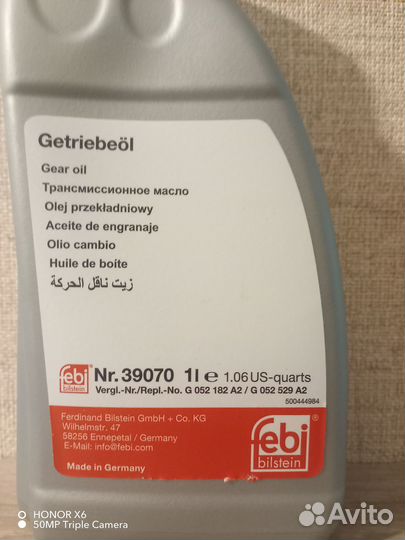 Getriebeöl
Gear oil
Трансмиссионное масло
Olej przekładniowy
Aceite de engranaje
Olio cambio
Huile de boîte
زيت ناقل الحركة
febi
bilstein
Nr. 39070 1l e 1.06 US-quarts
Vergl.-Nr./Repl.-No. G 052 182 A2 / G 052 529 A2
500444984
Ferdinand Bilstein GmbH + Co. KG
Wilhelmstr. 47
58256 Ennepetal / Germany
E-Mail: info@febi.com
Made in Germany
febi
bilstein
HONOR X6
50MP Triple Camera
Avito